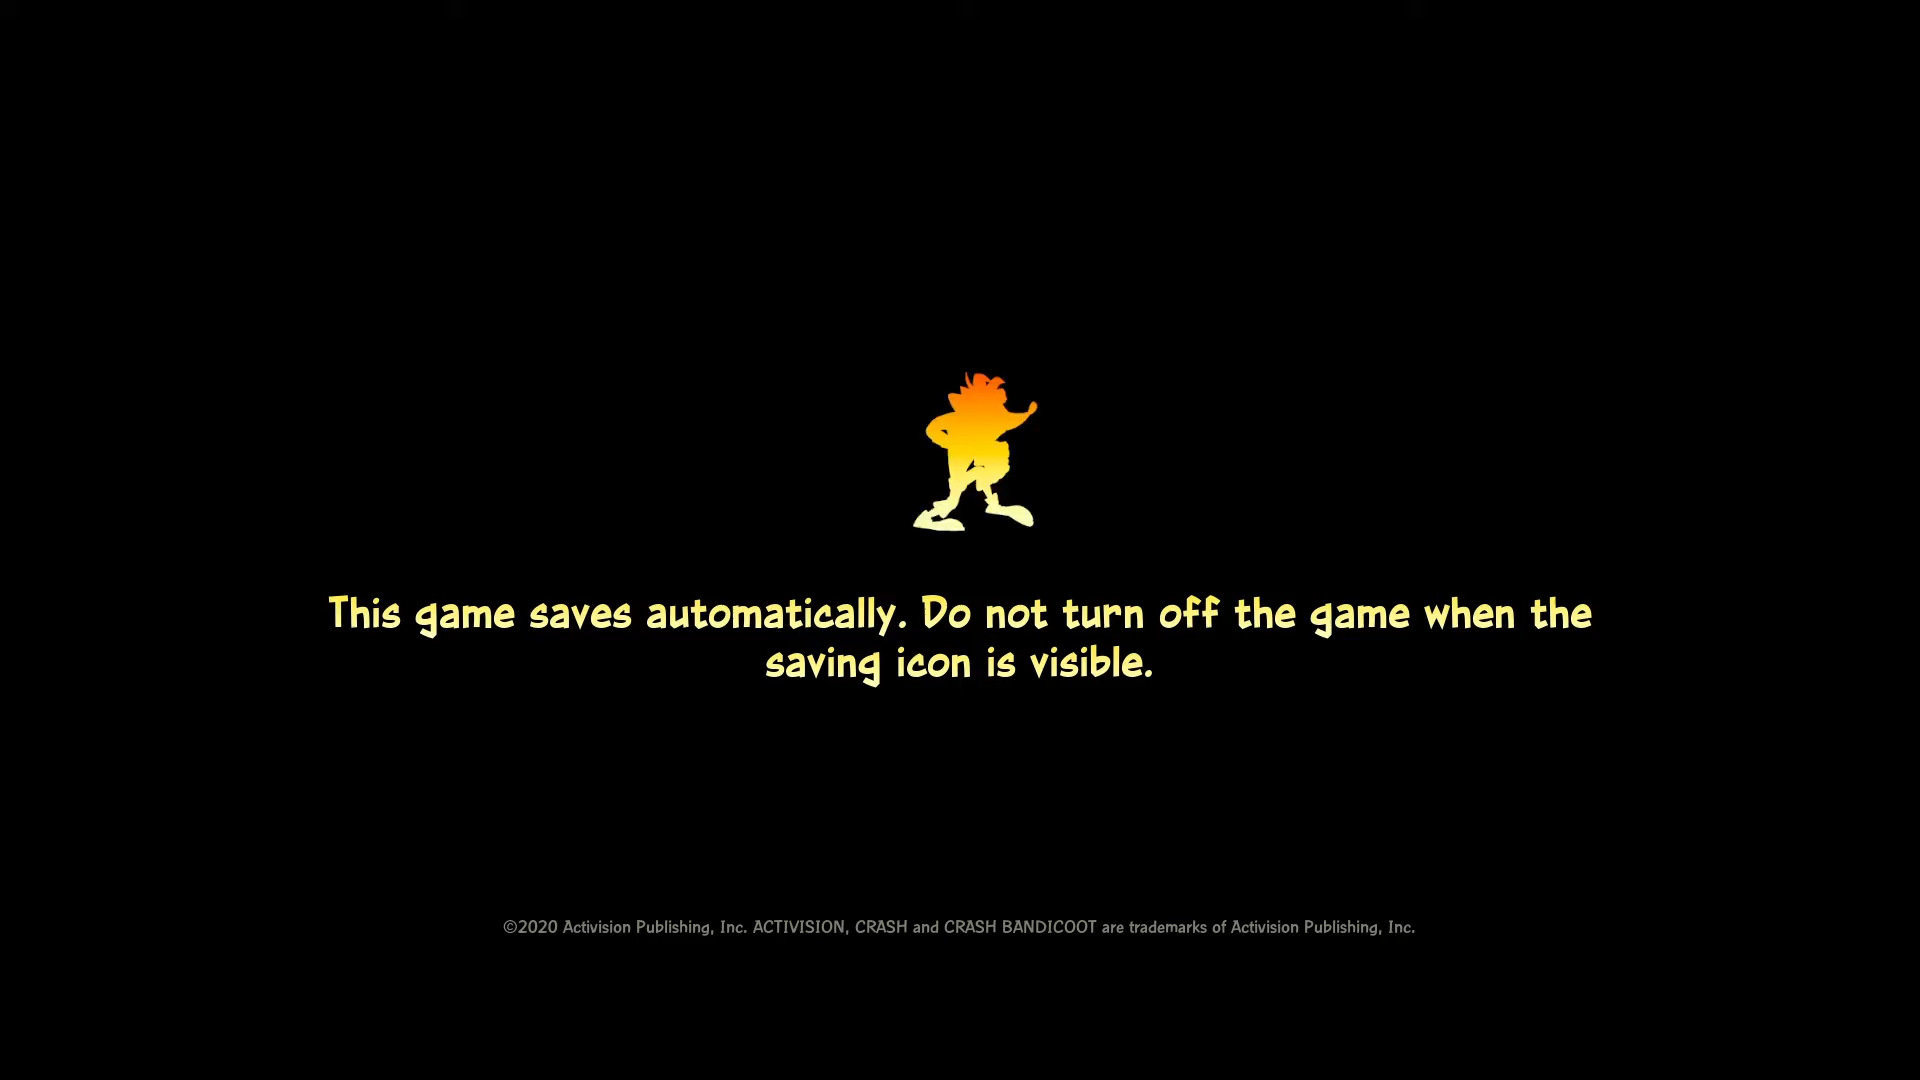 This game saves automatically. Do not turn off the game when the
saving icon is visible.
©2020 Activision Publishing, Inc. ACTIVISION, CRASH and CRASH BANDICOOT are trademarks of Activision Publishing, Inc.